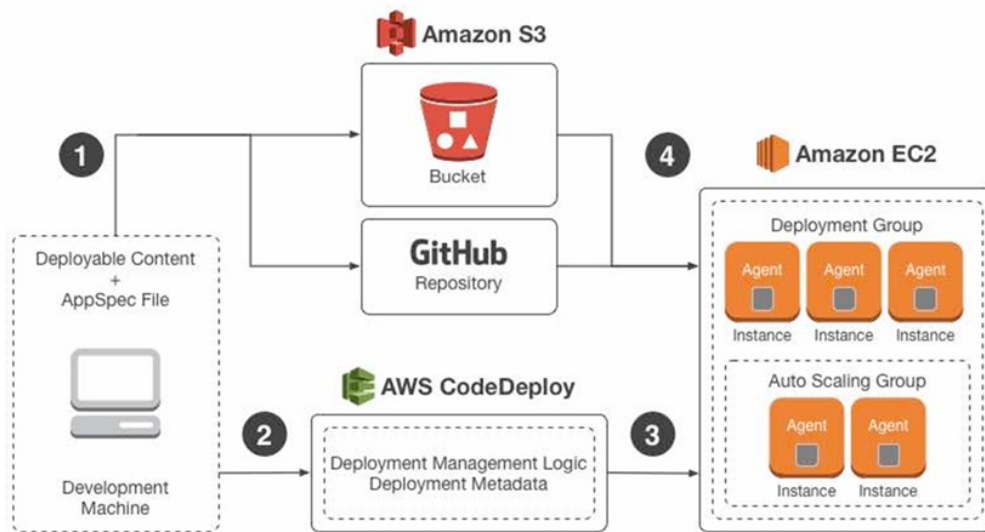 Amazon S3
1
Bucket
4
Amazon EC2
GitHub
Repository
Deployable Content
+
AppSpec File
Deployment Group
Agent Agent Agent
Instance Instance Instance
AWS CodeDeploy
Auto Scaling Group
Agent Agent
Instance Instance
2
3
Deployment Management Logic
Deployment Metadata
Development
Machine